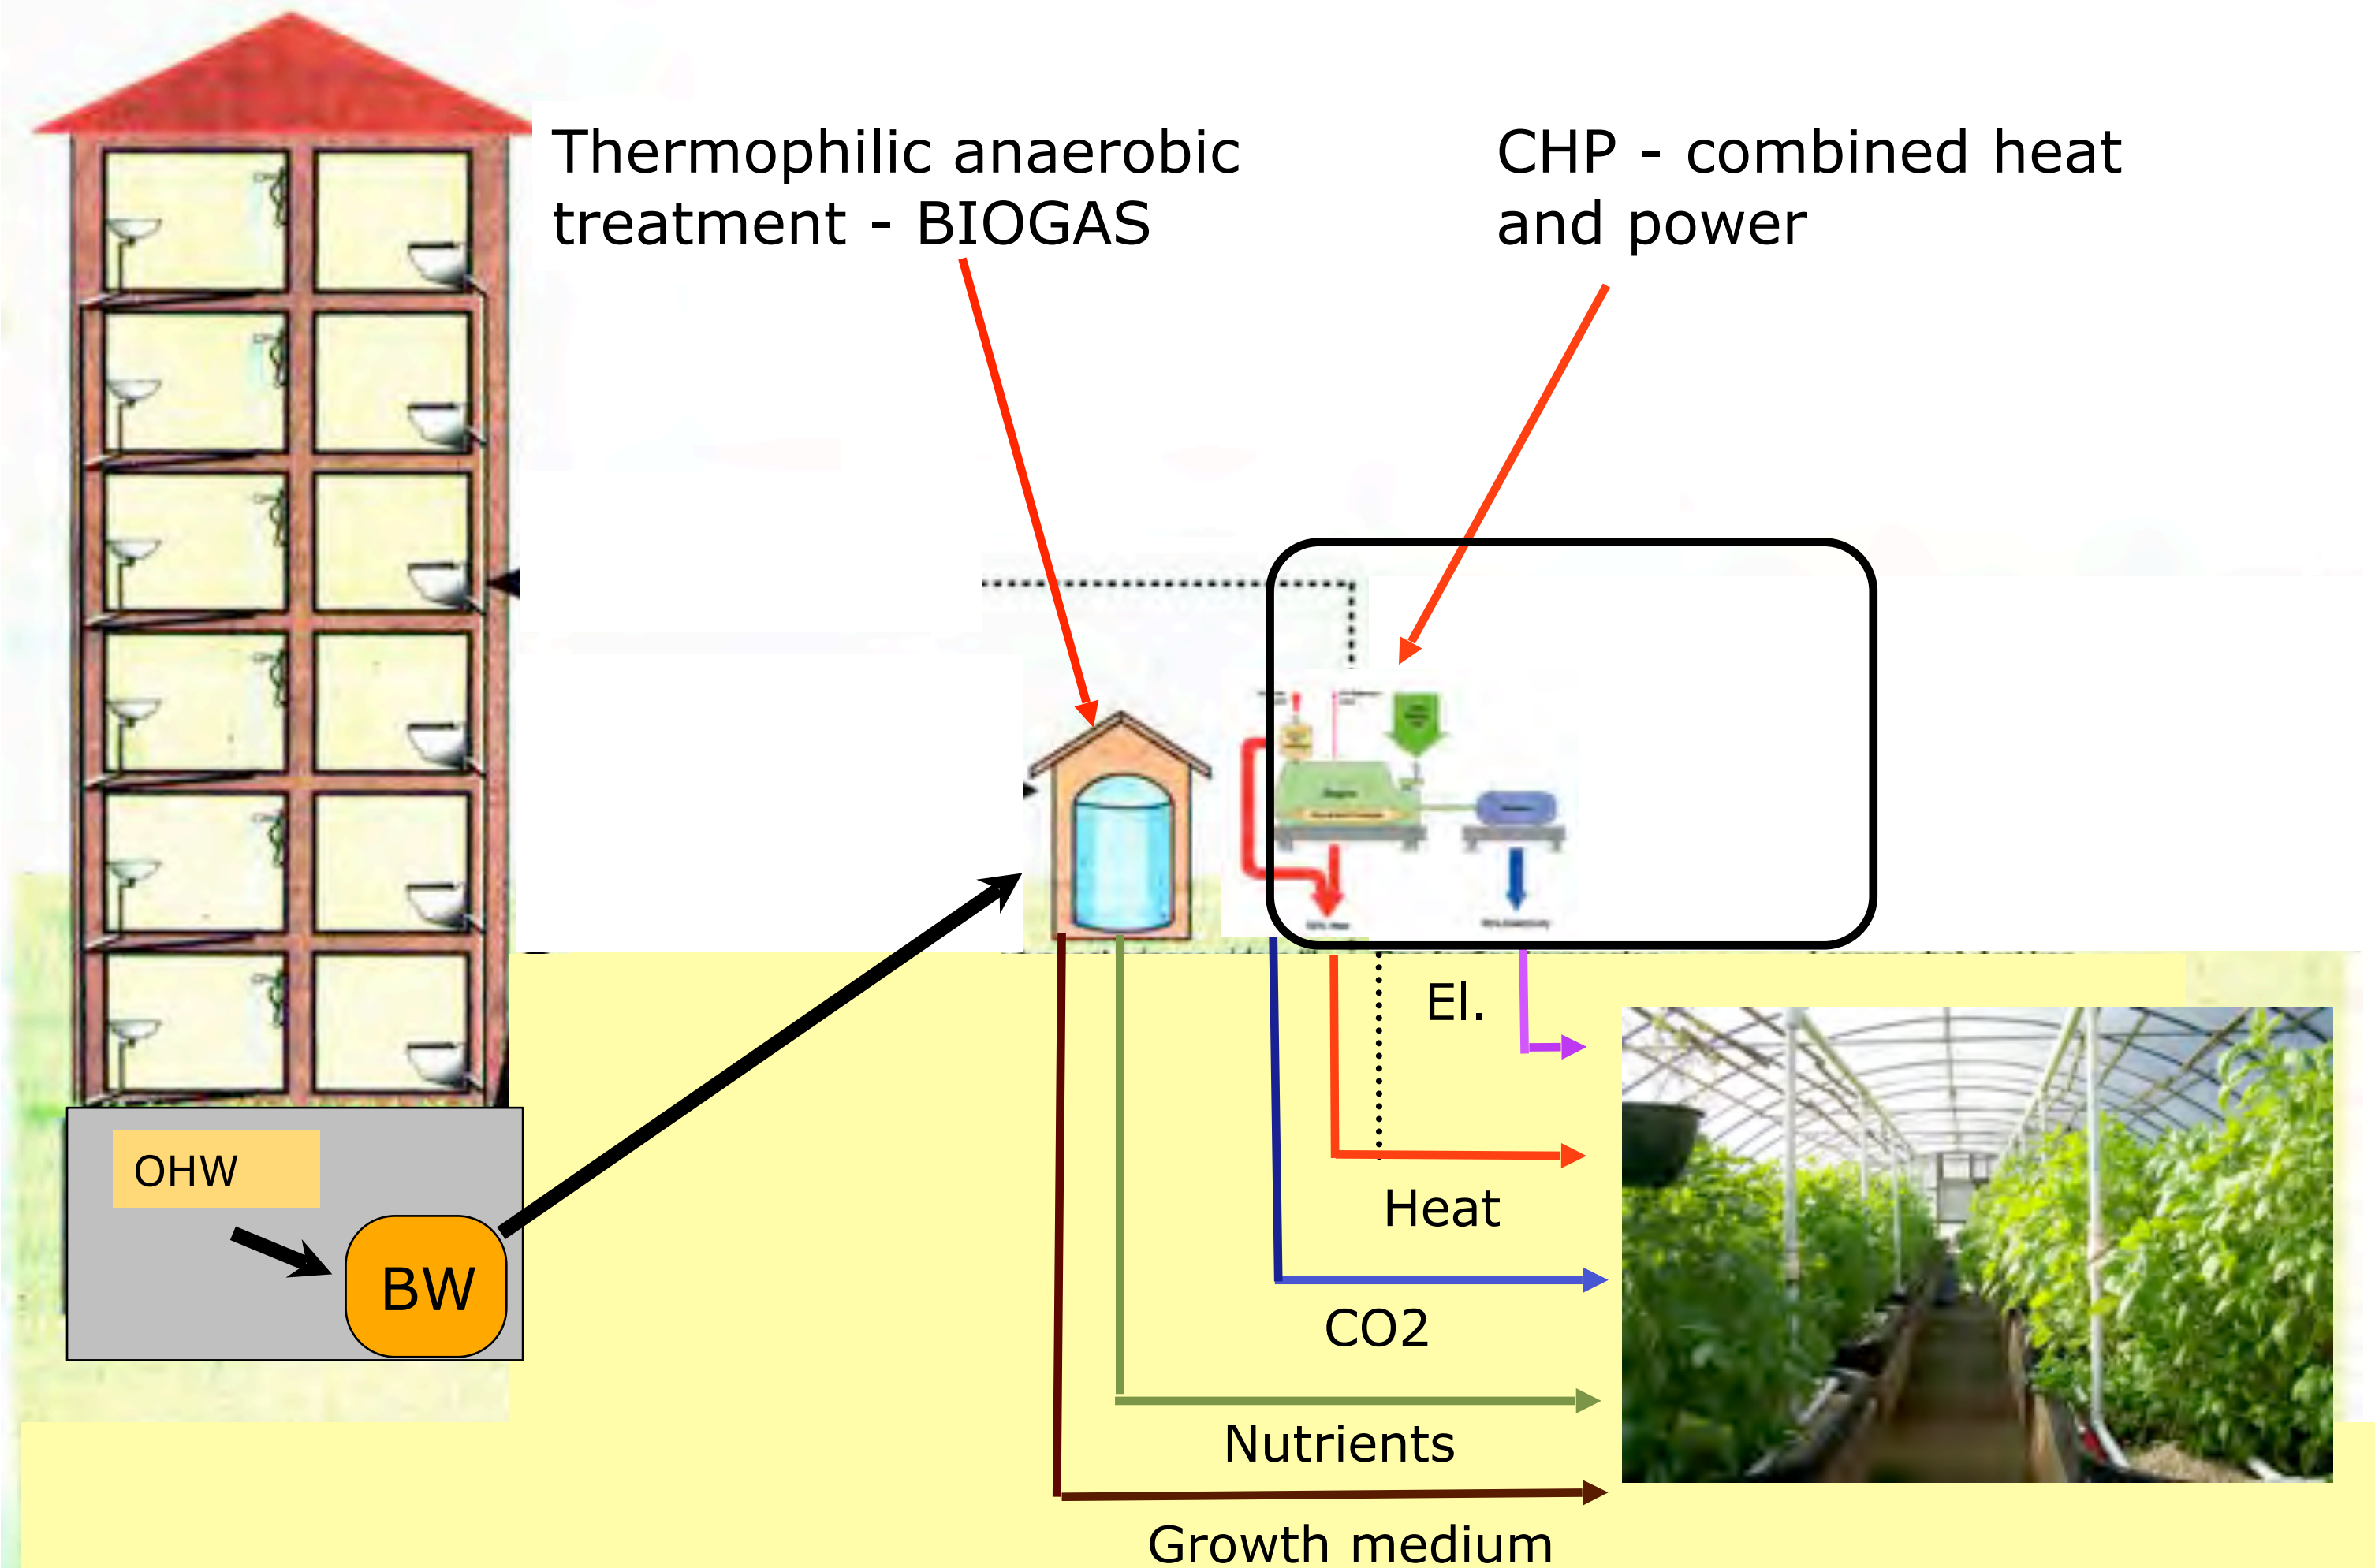 Thermophilic anaerobic
treatment - BIOGAS
CHP - combined heat
and power
El.
OHW
Heat
BW
CO2
Nutrients
Growth medium